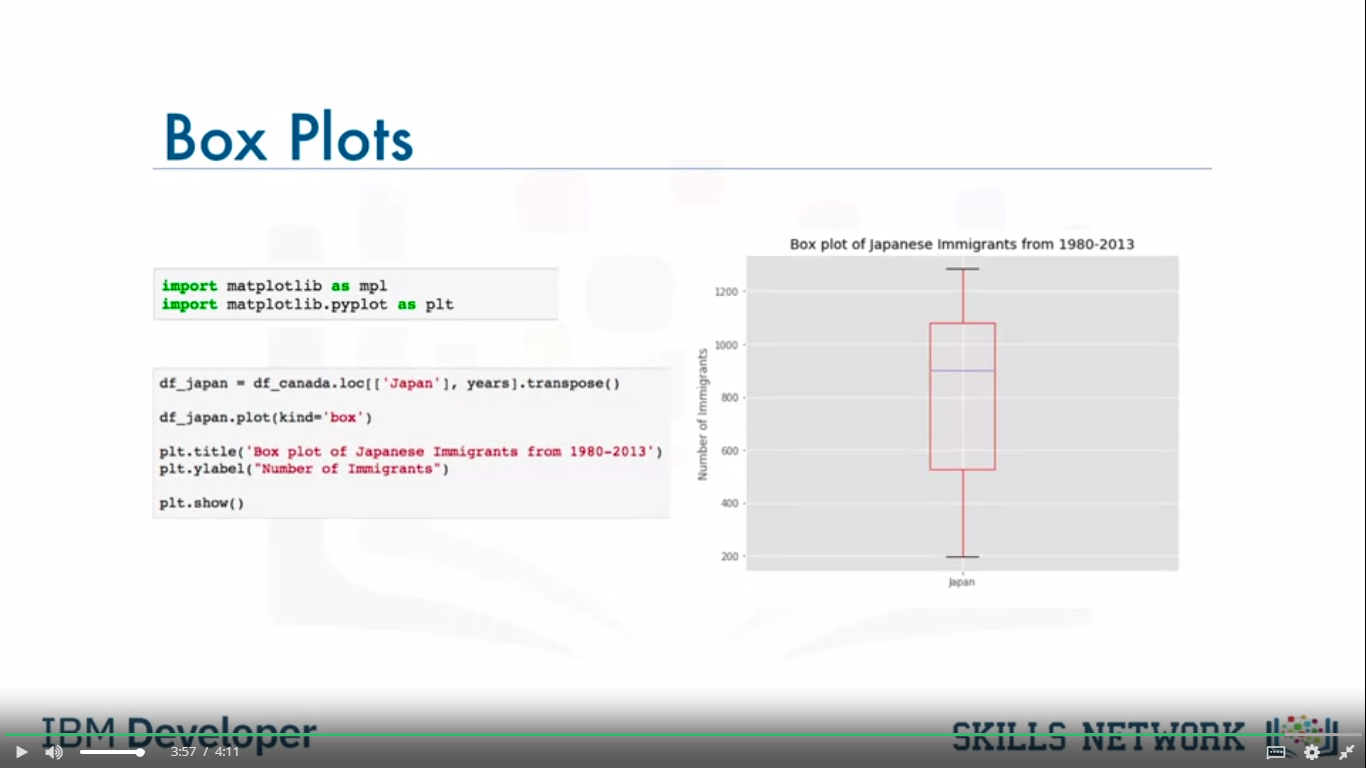 Box Plots
import matplotlib as mpl
import matplotlib.pyplot as plt
df_japan = df_canada.loc[['Japan'], years].transpose()
df_japan.plot(kind='box')
plt.title('Box plot of Japanese Immigrants from 1980-2013')
plt.ylabel("Number of Immigrants")
plt.show()
Box plot of Japanese Immigrants from 1980-2013
Number of Immigrants
1200
1000
800
600
400
200
Japan
IBM Developer
SKILLS NETWORK
3:57 / 4:11